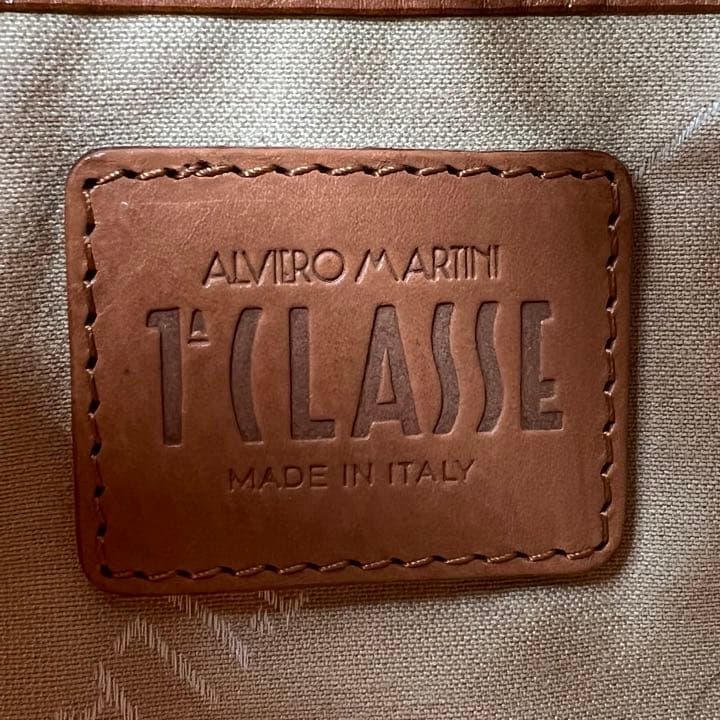 ALVIERO MARTINI
1ᴬ CLASSE
MADE IN ITALY